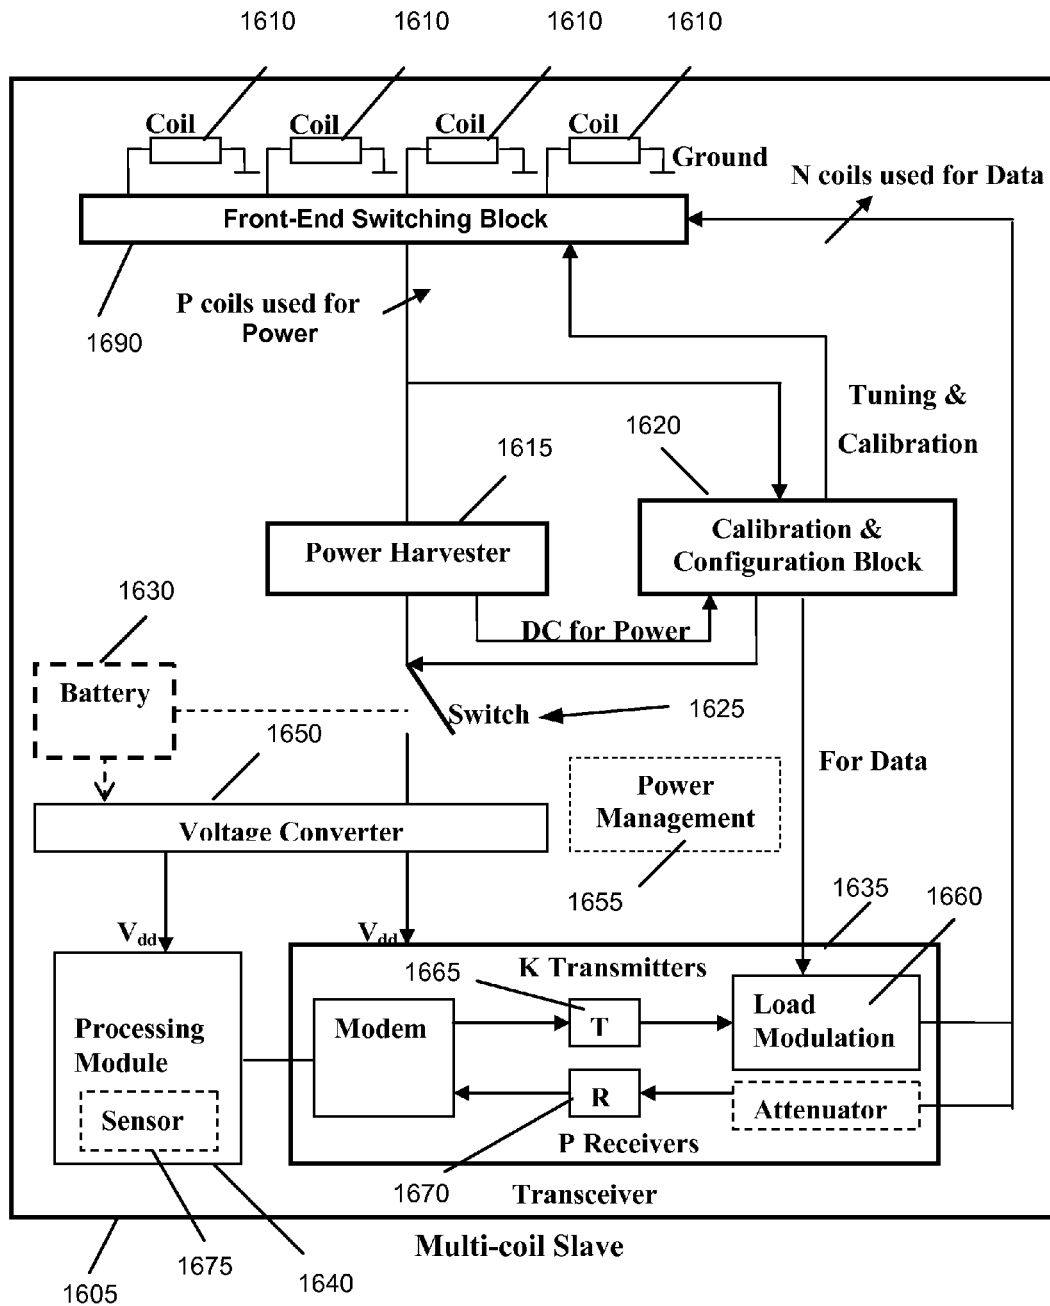 1610 1610 1610 1610
Coil Coil Coil Coil
Ground
N coils used for Data
Front-End Switching Block
P coils used for
Power
1690
Tuning &
Calibration
1620
1615
Calibration &
Configuration Block
Power Harvester
1630
DC for Power
Battery
Switch
1625
1650
For Data
Power
Management
Voltage Converter
1655
1635
1660
Vdd Vdd
K Transmitters
1665
Load
Modulation
Modem
T
Processing
Module
R
Attenuator
Sensor
P Receivers
1670
Transceiver
Multi-coil Slave
1675
1640
1605